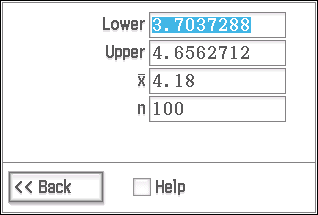 Lower 3.7037288
Upper 4.6562712
x̄ 4.18
n 100
<< Back Help